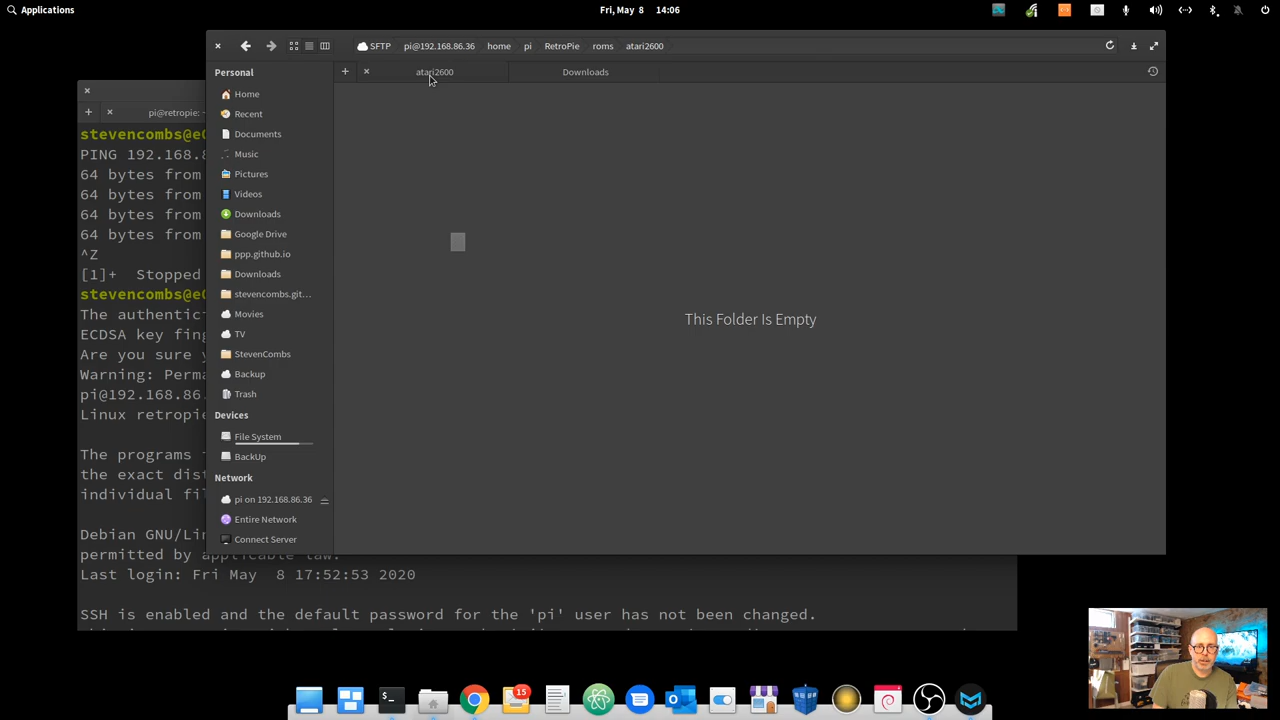 Applications
Fri, May 8 14:06
SFTP pi@192.168.86.36 home pi RetroPie roms atari2600
Personal
atari2600
Downloads
Home
Recent
Documents
Music
Pictures
Videos
Downloads
Google Drive
ppp.github.io
Downloads
stevencombs.git...
Movies
TV
StevenCombs
Backup
Trash
Devices
File System
BackUp
Network
pi on 192.168.86.36
Entire Network
Connect Server
This Folder Is Empty
pi@retropie: ~
stevencombs@e
PING 192.168.8
64 bytes from
64 bytes from
64 bytes from
64 bytes from
^Z
[1]+ Stopped
stevencombs@e
The authentic
ECDSA key fing
Are you sure y
Warning: Perma
pi@192.168.86.
Linux retropie
The programs
the exact dist
individual fil
Debian GNU/Lin
permitted by applicable law.
Last login: Fri May 8 17:52:53 2020
SSH is enabled and the default password for the 'pi' user has not been changed.
15